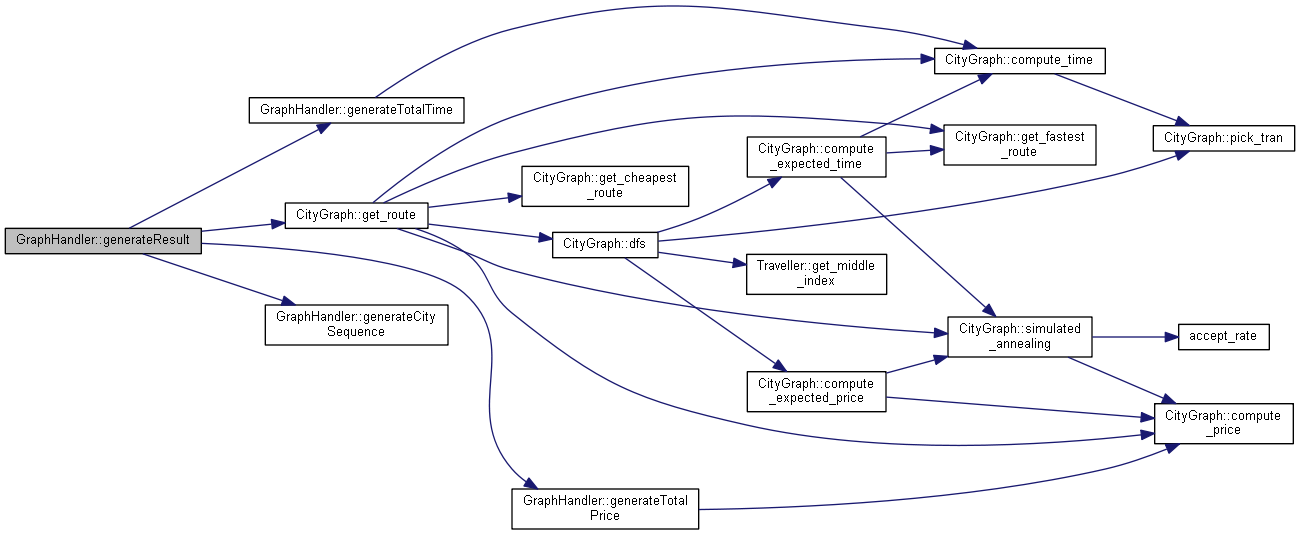 CityGraph::compute_time
GraphHandler::generateTotalTime
CityGraph::pick_tran
CityGraph::get_fastest
_route
CityGraph::compute
_expected_time
CityGraph::get_cheapest
_route
CityGraph::get_route
GraphHandler::generateResult
CityGraph::dfs
Traveller::get_middle
_index
GraphHandler::generateCity
Sequence
CityGraph::simulated
_annealing
accept_rate
CityGraph::compute
_expected_price
CityGraph::compute
_price
GraphHandler::generateTotal
Price